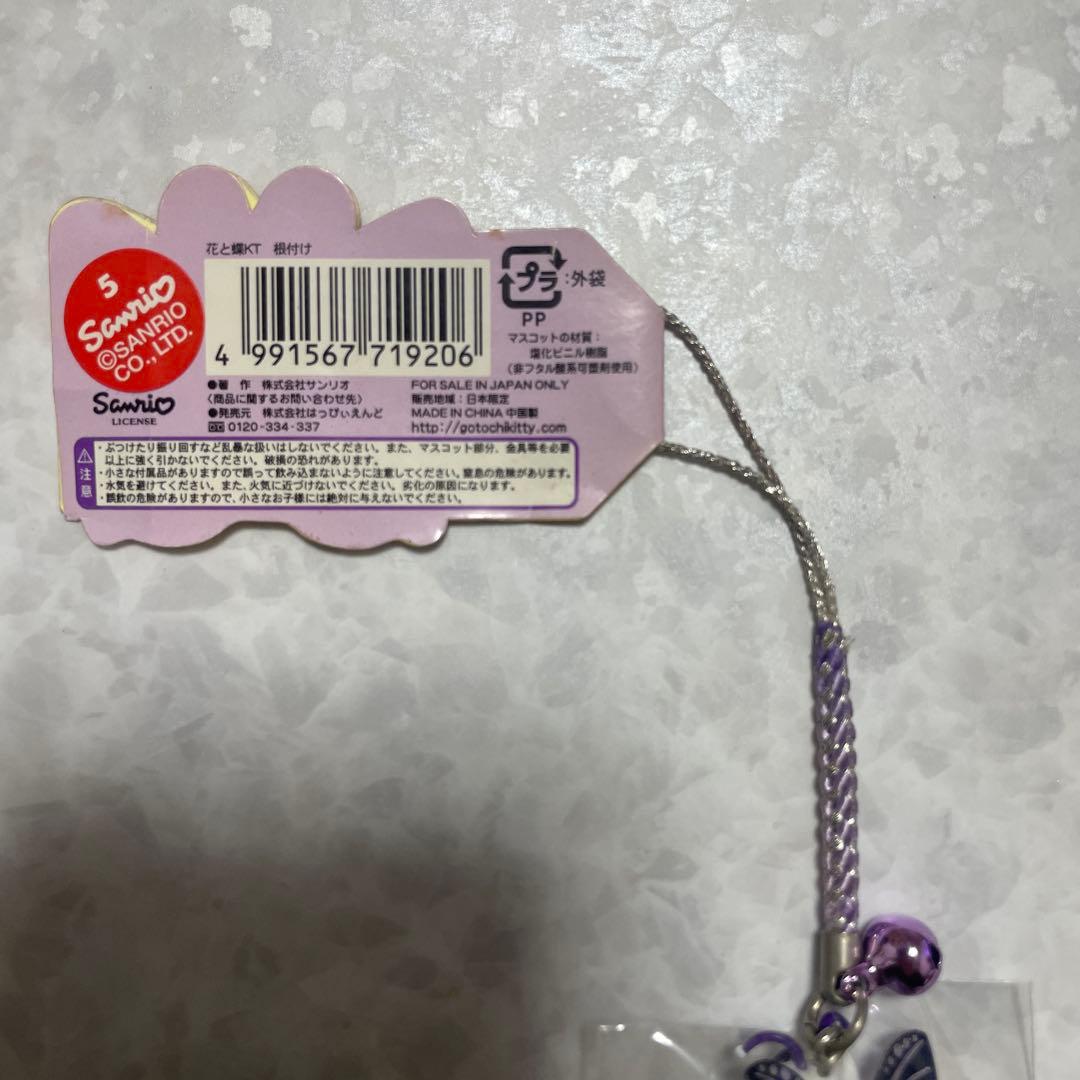 花と蝶KT 根付け
5
Sanrio
©SANRIO
CO.,LTD.
Sanrio
LICENSE
4 991567 719206
プラ :外袋
PP
マスコットの材質:
塩化ビニル樹脂
(非フタル酸系可塑剤使用)
●著 作 株式会社サンリオ
〈商品に関するお問い合わせ先〉
●発売元 株式会社はっぴぃえんど
0120-334-337
FOR SALE IN JAPAN ONLY
販売地域:日本限定
MADE IN CHINA 中国製
http://gotochikitty.com
注意
・ぶつけたり振り回すなど乱暴な扱いはしないでください。また、マスコット部分、金具等を必要
以上に強く引かないでください。破損の恐れがあります。
・小さな付属品がありますので誤って飲み込まないように注意してください。窒息の危険があります。
・水気を避けてください。また、火気に近づけないでください。劣化の原因になります。
・誤飲の危険がありますので、小さなお子様には絶対に与えないでください。